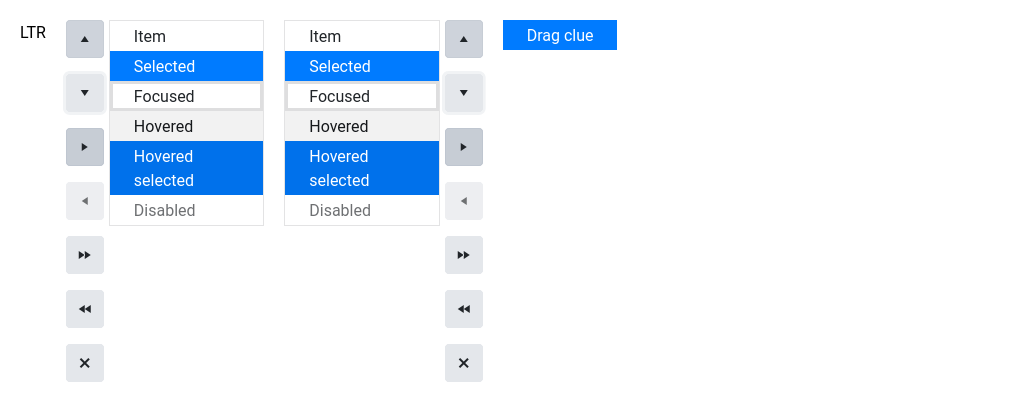 LTR
Item
Selected
Focused
Hovered
Hovered
selected
Disabled
Item
Selected
Focused
Hovered
Hovered
selected
Disabled
Drag clue